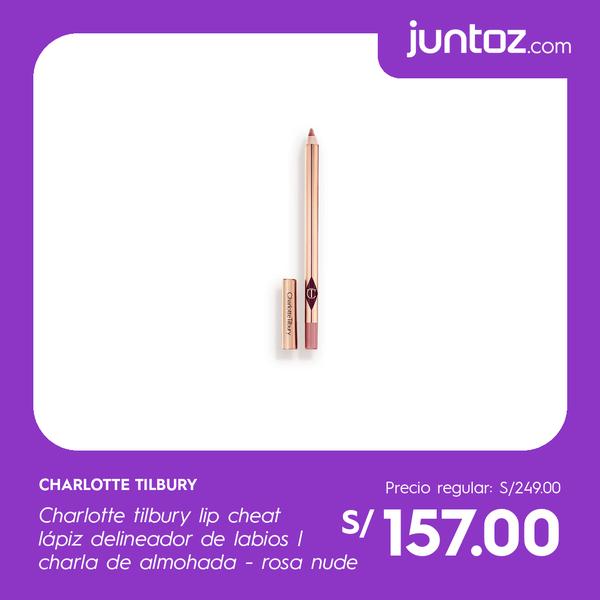 juntoz.com
CharlotteTilbury
CT
CHARLOTTE TILBURY
Charlotte tilbury lip cheat
lápiz delineador de labios l
charla de almohada - rosa nude
Precio regular: S/249.00
S/157.00